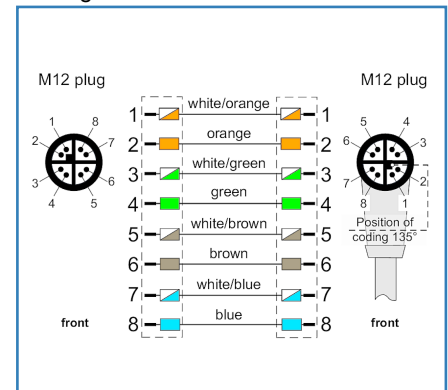 M12 plug
M12 plug
1 8
2 7
3 6
4 5
1 white/orange 1
2 orange 2
3 white/green 3
4 green 4
5 white/brown 5
6 brown 6
7 white/blue 7
8 blue 8
5 4
6 3
7 2
8 1
Position of
coding 135°
front
front